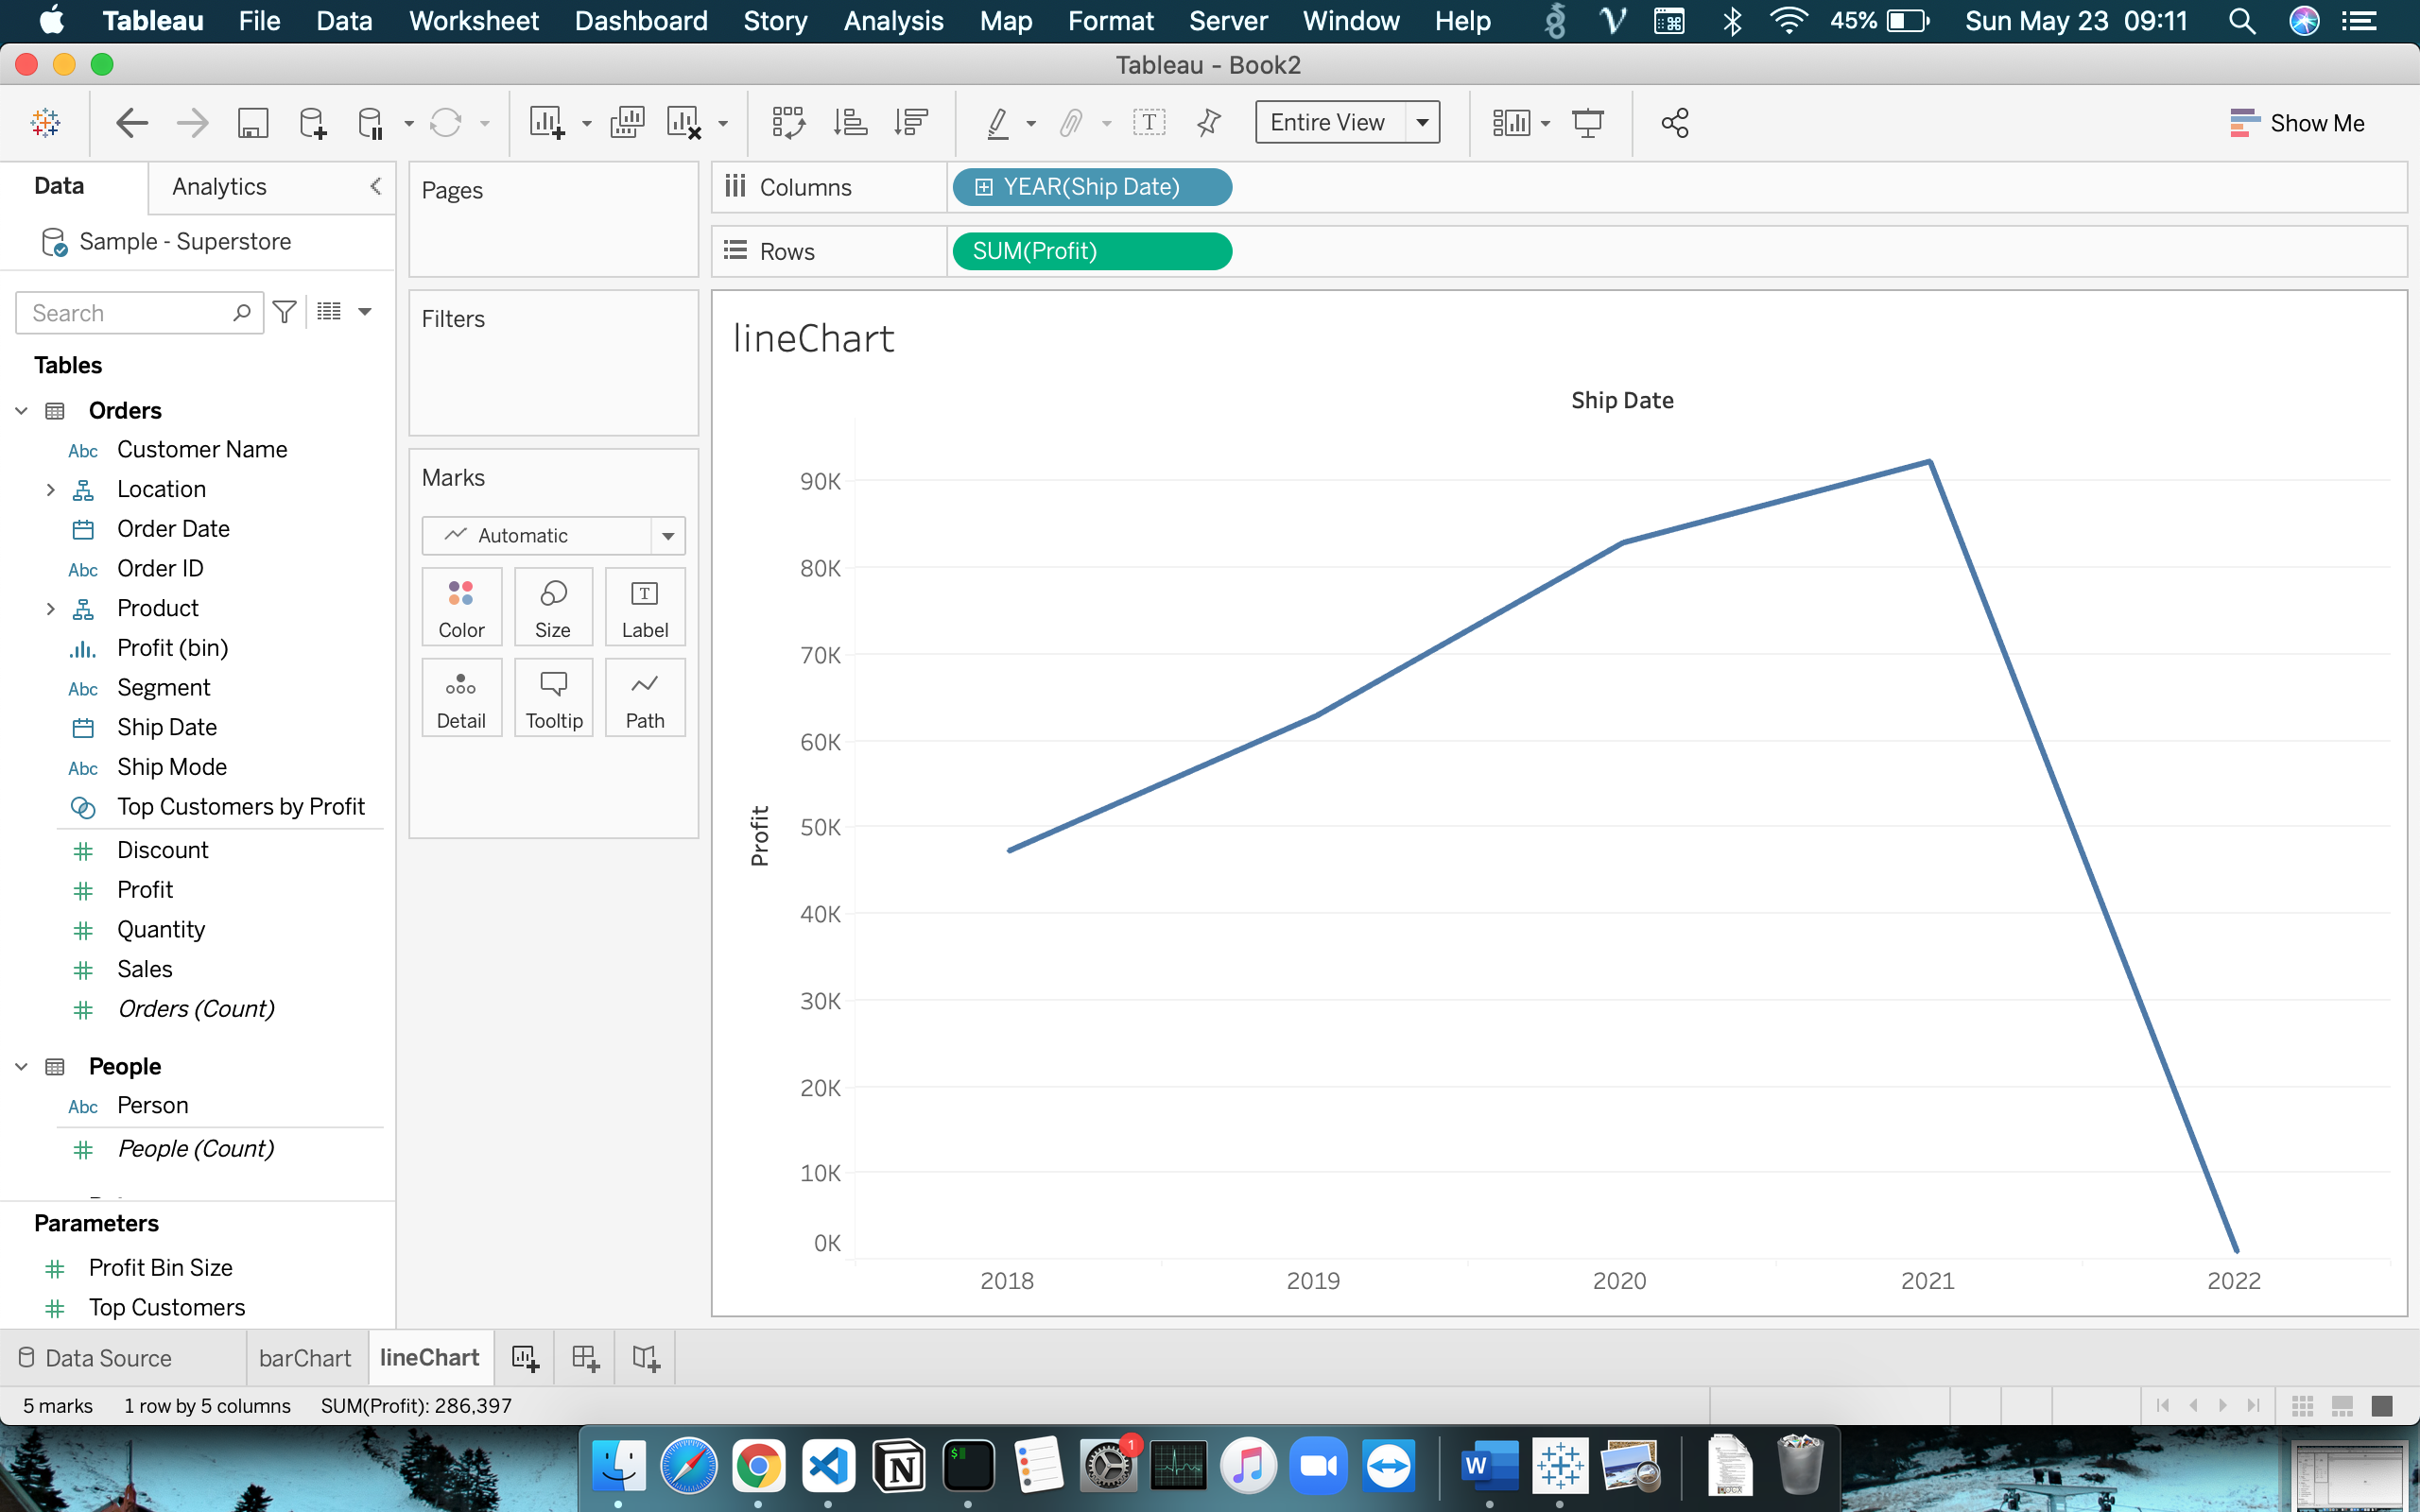 Tableau File Data Worksheet Dashboard Story Analysis Map Format Server Window Help 45% Sun May 23 09:11
Tableau - Book2
Entire View Show Me
Data Analytics
Sample - Superstore
Search
Tables
Orders
Abc Customer Name
Location
Order Date
Abc Order ID
Product
Profit (bin)
Abc Segment
Ship Date
Abc Ship Mode
Top Customers by Profit
Discount
Profit
Quantity
Sales
Orders (Count)
People
Abc Person
People (Count)
Parameters
Profit Bin Size
Top Customers
Pages
Filters
Marks
Automatic
Color Size Label
Detail Tooltip Path
Columns YEAR(Ship Date)
Rows SUM(Profit)
lineChart
Ship Date
Profit
90K
80K
70K
60K
50K
40K
30K
20K
10K
0K
2018 2019 2020 2021 2022
Data Source barChart lineChart
5 marks 1 row by 5 columns SUM(Profit): 286,397
1
W
DOCX